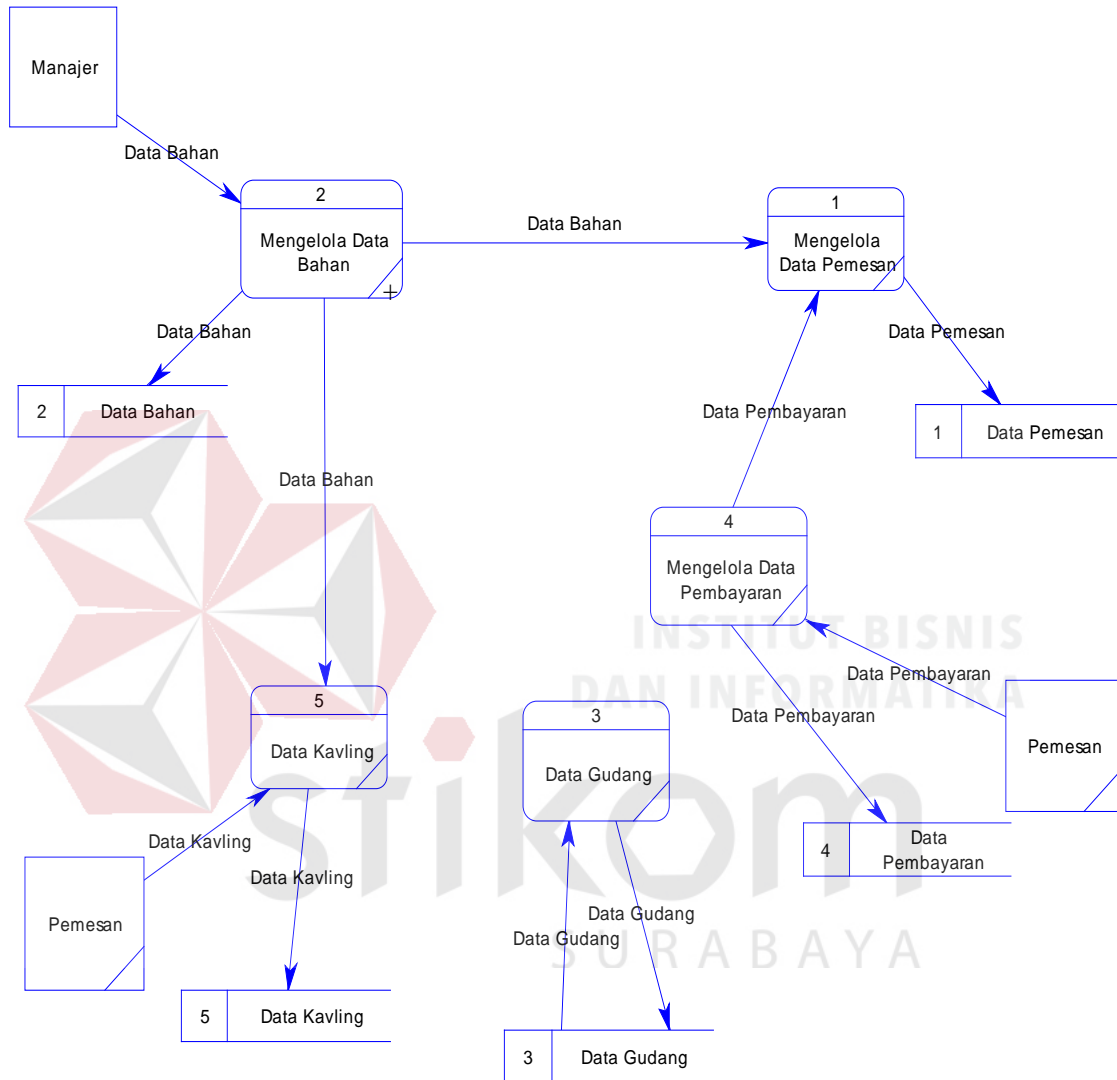 Manajer
Data Bahan
2
Mengelola Data
Bahan
Data Bahan
1
Mengelola
Data Pemesan
Data Bahan
Data Pemesan
2
Data Bahan
Data Pembayaran
1
Data Pemesan
Data Bahan
4
Mengelola Data
Pembayaran
INSTITUT BISNIS
DAN INFORMATIKA
Data Pembayaran
Data Pembayaran
Pemesan
5
Data Kavling
3
Data Gudang
stikom
SURABAYA
Data Kavling
4
Data
Pembayaran
Data Kavling
Pemesan
Data Gudang
Data Gudang
5
Data Kavling
3
Data Gudang